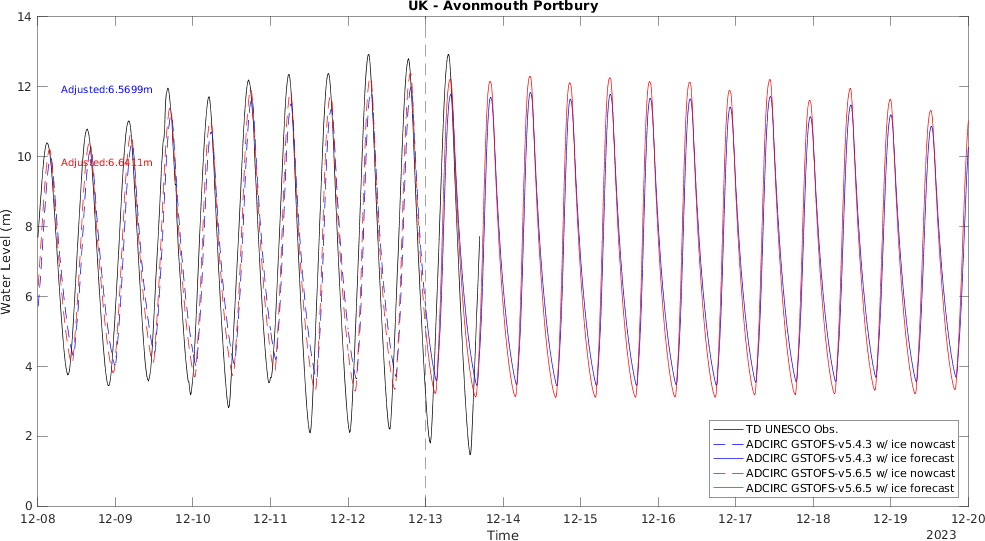 UK - Avonmouth Portbury
14
12
10
8
6
4
2
0
Water Level (m)
Adjusted:6.5699m
Adjusted:6.6411m
TD UNESCO Obs.
ADCIRC GSTOFS-v5.4.3 w/ ice nowcast
ADCIRC GSTOFS-v5.4.3 w/ ice forecast
ADCIRC GSTOFS-v5.6.5 w/ ice nowcast
ADCIRC GSTOFS-v5.6.5 w/ ice forecast
12-08 12-09 12-10 12-11 12-12 12-13 12-14 12-15 12-16 12-17 12-18 12-19 12-20
Time
2023